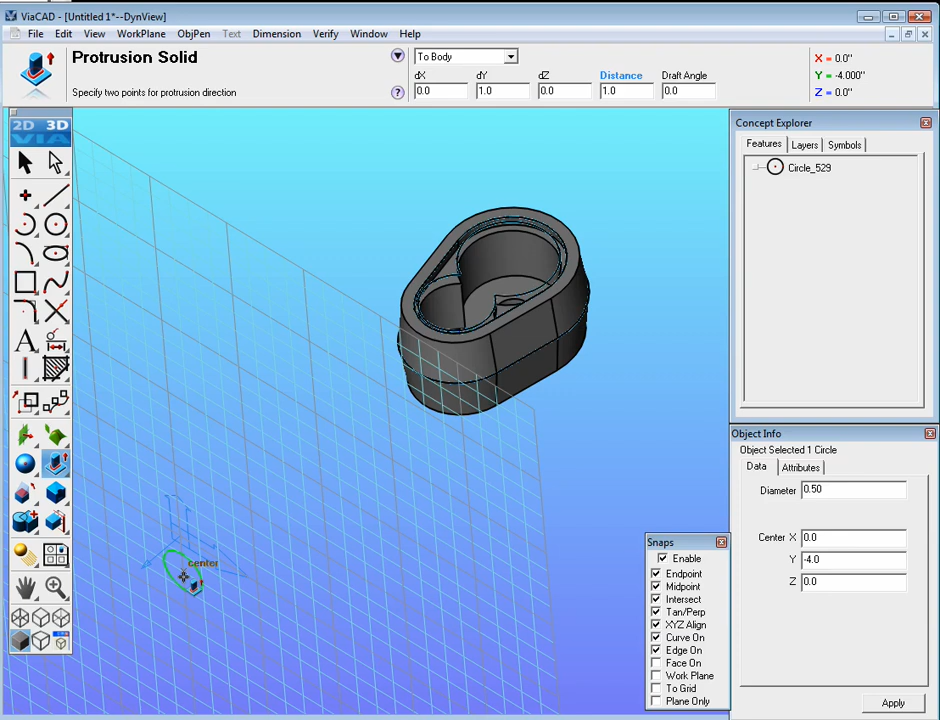 ViaCAD - [Untitled 1*--DynView]
File Edit View WorkPlane ObjPen Text Dimension Verify Window Help
Protrusion Solid
Specify two points for protrusion direction
To Body
dX dY dZ Distance Draft Angle
0.0 1.0 0.0 1.0 0.0
X = 0.0"
Y = -4.000"
Z = 0.0"
2D 3D
VIA
A
center
Concept Explorer
Features Layers Symbols
Circle_529
Object Info
Object Selected 1 Circle
Data Attributes
Diameter 0.50
Center X 0.0
Y -4.0
Z 0.0
Apply
Snaps
Enable
Endpoint
Midpoint
Intersect
Tan/Perp
XYZ Align
Curve On
Edge On
Face On
Work Plane
To Grid
Plane Only